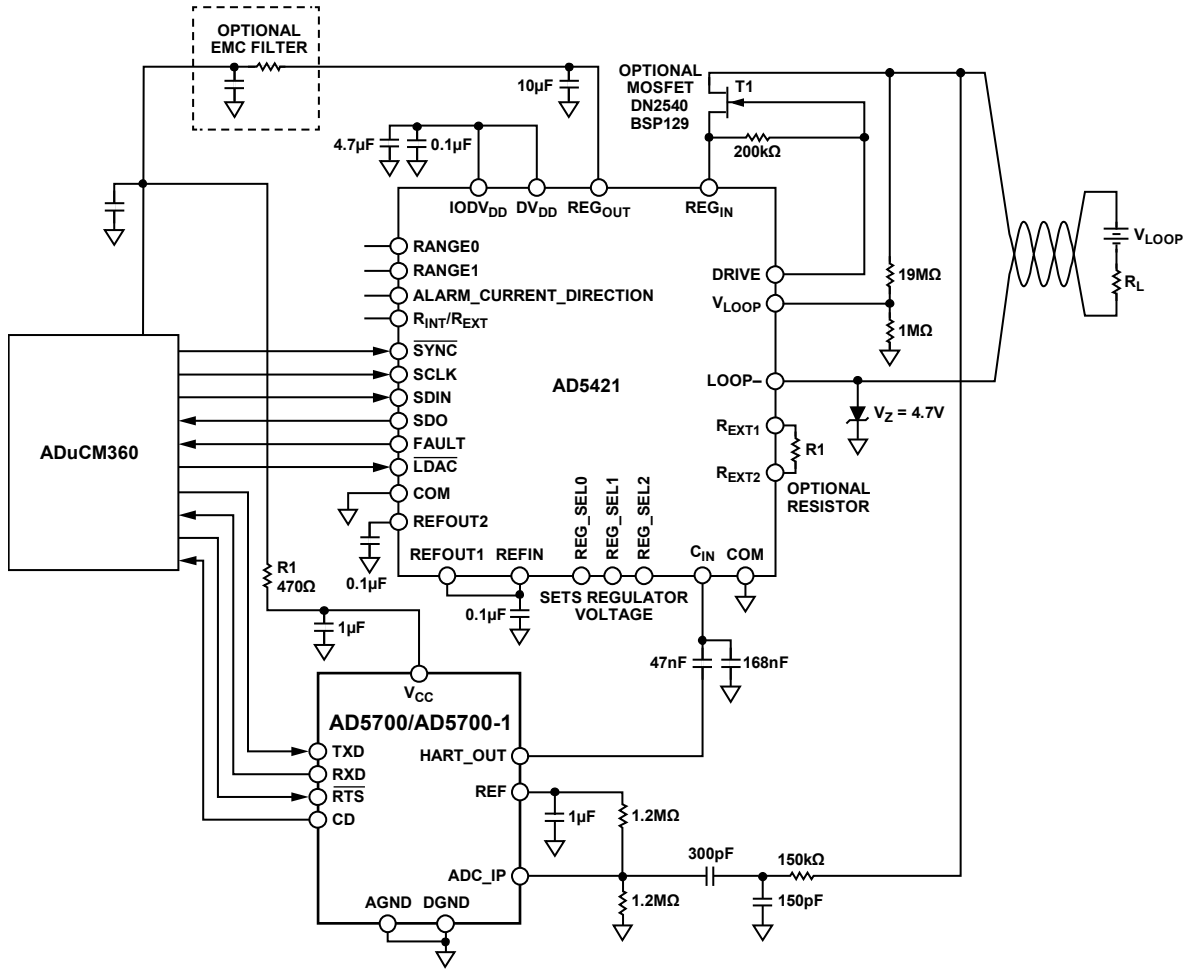 OPTIONAL
EMC FILTER
10µF
OPTIONAL
MOSFET
DN2540
BSP129
T1
200kΩ
4.7µF
0.1µF
IODVDD
DVDD
REGOUT
REGIN
RANGE0
RANGE1
ALARM_CURRENT_DIRECTION
RINT/REXT
SYNC
SCLK
SDIN
SDO
FAULT
LDAC
COM
REFOUT2
AD5421
DRIVE
VLOOP
LOOP–
REXT1
REXT2
19MΩ
1MΩ
VLOOP
RL
VZ = 4.7V
R1
OPTIONAL
RESISTOR
ADuCM360
0.1µF
REFOUT1
REFIN
REG_SEL0
REG_SEL1
REG_SEL2
CIN
COM
SETS REGULATOR
VOLTAGE
0.1µF
R1
470Ω
1µF
47nF
168nF
VCC
AD5700/AD5700-1
TXD
RXD
RTS
CD
HART_OUT
REF
ADC_IP
AGND
DGND
1µF
1.2MΩ
1.2MΩ
300pF
150kΩ
150pF